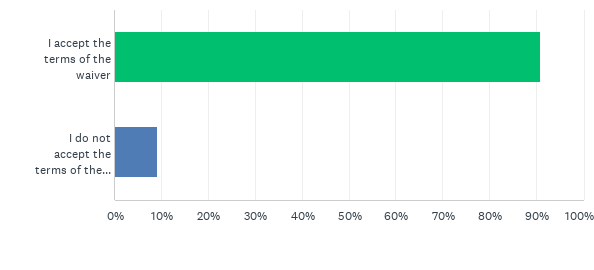 I accept the
terms of the
waiver
I do not
accept the
terms of the...
0% 10% 20% 30% 40% 50% 60% 70% 80% 90% 100%